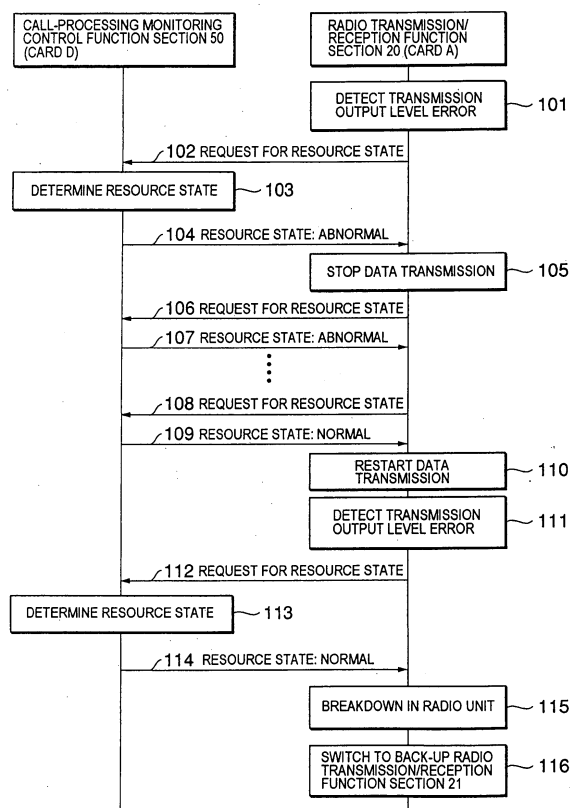 CALL-PROCESSING MONITORING
CONTROL FUNCTION SECTION 50
(CARD D)
RADIO TRANSMISSION/
RECEPTION FUNCTION
SECTION 20 (CARD A)
DETECT TRANSMISSION
OUTPUT LEVEL ERROR
101
102 REQUEST FOR RESOURCE STATE
DETERMINE RESOURCE STATE
103
104 RESOURCE STATE: ABNORMAL
STOP DATA TRANSMISSION
105
106 REQUEST FOR RESOURCE STATE
107 RESOURCE STATE: ABNORMAL
108 REQUEST FOR RESOURCE STATE
109 RESOURCE STATE: NORMAL
RESTART DATA
TRANSMISSION
110
DETECT TRANSMISSION
OUTPUT LEVEL ERROR
111
112 REQUEST FOR RESOURCE STATE
DETERMINE RESOURCE STATE
113
114 RESOURCE STATE: NORMAL
BREAKDOWN IN RADIO UNIT
115
SWITCH TO BACK-UP RADIO
TRANSMISSION/RECEPTION
FUNCTION SECTION 21
116